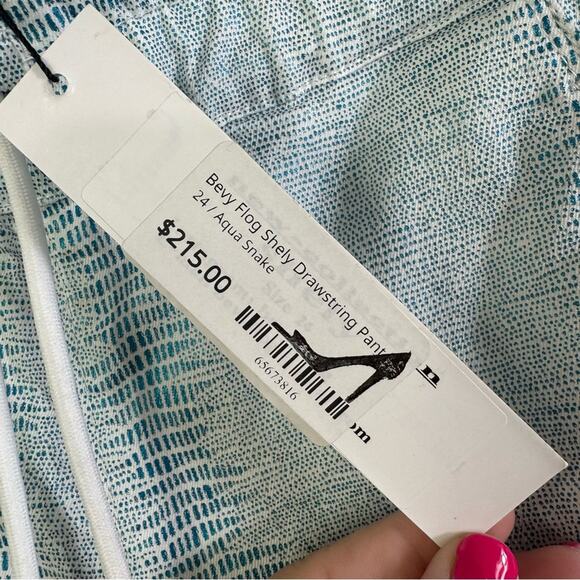 Bevy Flog Shely Drawstring Pant
24 / Aqua Snake
$215.00
65673816